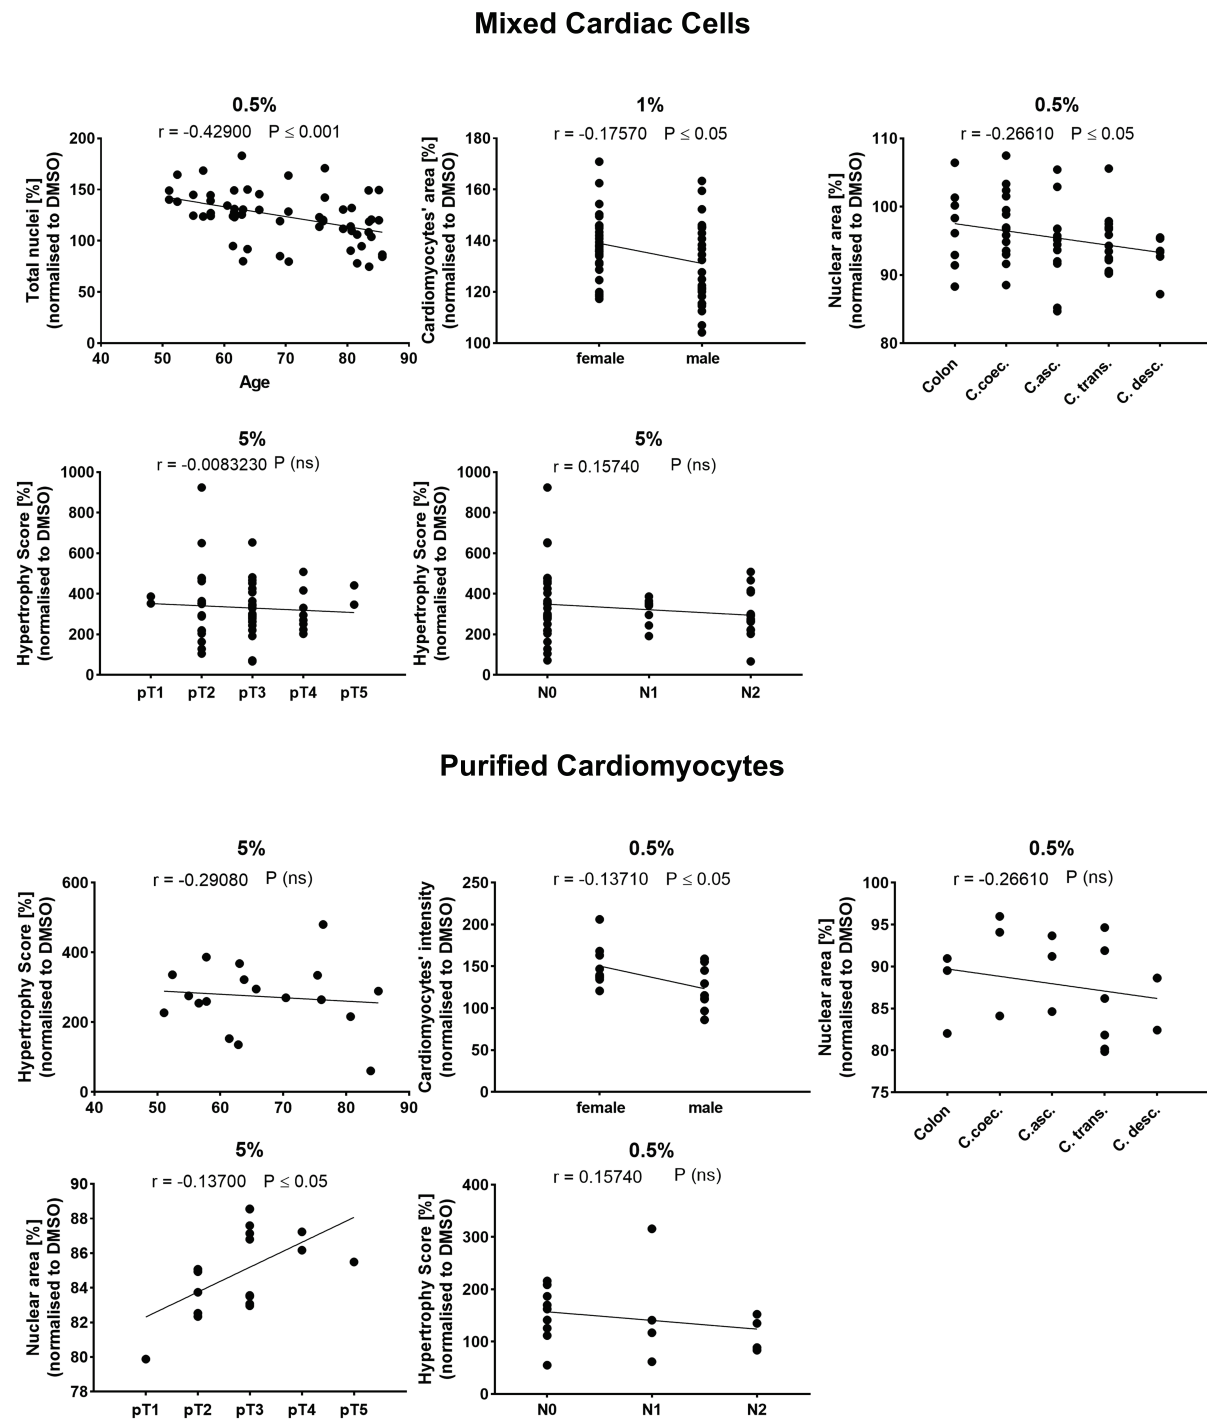 Mixed Cardiac Cells
0.5%
r = -0.42900 P ≤ 0.001
Total nuclei [%]
(normalised to DMSO)
200
150
100
50
0
40 50 60 70 80 90
Age
1%
r = -0.17570 P ≤ 0.05
Cardiomyocytes' area [%]
(normalised to DMSO)
180
160
140
120
100
female male
0.5%
r = -0.26610 P ≤ 0.05
Nuclear area [%]
(normalised to DMSO)
110
100
90
80
Colon C.coec. C.asc. C. trans. C. desc.
5%
r = -0.0083230 P (ns)
Hypertrophy Score [%]
(normalised to DMSO)
1000
800
600
400
200
0
pT1 pT2 pT3 pT4 pT5
5%
r = 0.15740 P (ns)
Hypertrophy Score [%]
(normalised to DMSO)
1000
800
600
400
200
0
N0 N1 N2
Purified Cardiomyocytes
5%
r = -0.29080 P (ns)
Hypertrophy Score [%]
(normalised to DMSO)
600
400
200
0
40 50 60 70 80 90
0.5%
r = -0.13710 P ≤ 0.05
Cardiomyocytes' intensity
(normalised to DMSO)
250
200
150
100
50
0
female male
0.5%
r = -0.26610 P (ns)
Nuclear area [%]
(normalised to DMSO)
100
95
90
85
80
75
Colon C.coec. C.asc. C. trans. C. desc.
5%
r = -0.13700 P ≤ 0.05
Nuclear area [%]
(normalised to DMSO)
90
88
86
84
82
80
78
pT1 pT2 pT3 pT4 pT5
0.5%
r = 0.15740 P (ns)
Hypertrophy Score [%]
(normalised to DMSO)
400
300
200
100
0
N0 N1 N2